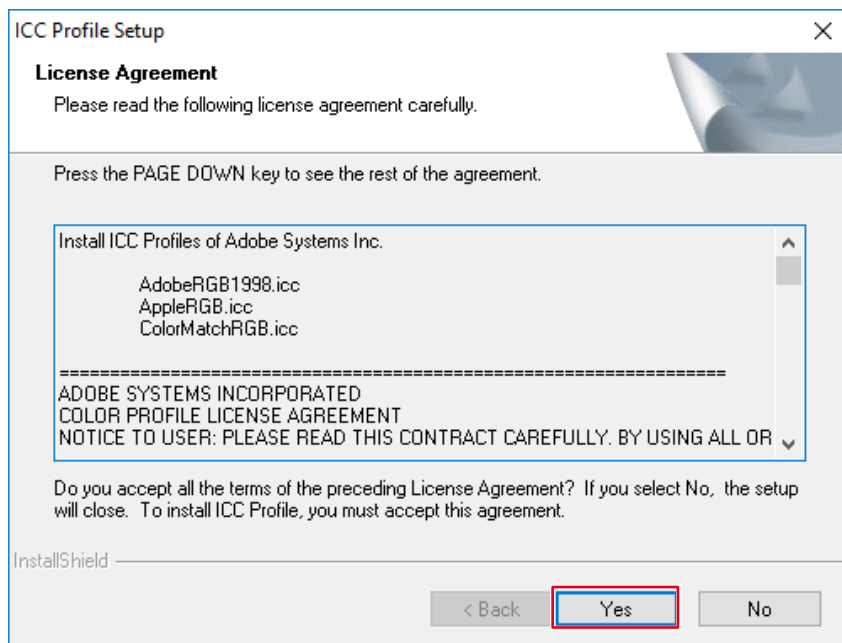 ICC Profile Setup
License Agreement
Please read the following license agreement carefully.
Press the PAGE DOWN key to see the rest of the agreement.
Install ICC Profiles of Adobe Systems Inc.
AdobeRGB1998.icc
AppleRGB.icc
ColorMatchRGB.icc
==================================================================
ADOBE SYSTEMS INCORPORATED
COLOR PROFILE LICENSE AGREEMENT
NOTICE TO USER: PLEASE READ THIS CONTRACT CAREFULLY. BY USING ALL OR
Do you accept all the terms of the preceding License Agreement? If you select No, the setup
will close. To install ICC Profile, you must accept this agreement.
InstallShield
< Back Yes No